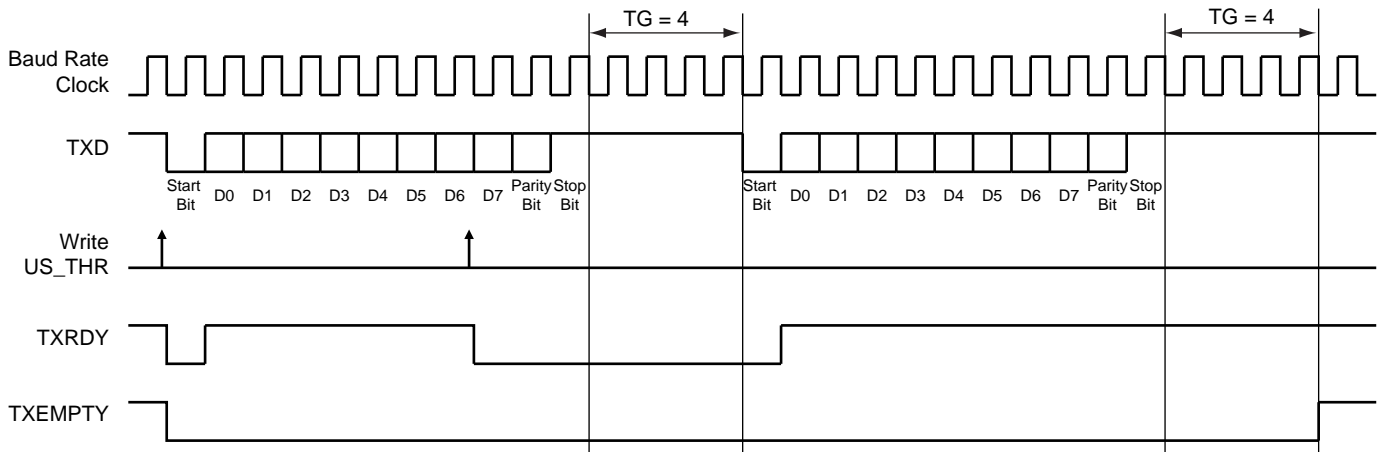 TG = 4
TG = 4
Baud Rate
Clock
TXD
Start
Bit
D0
D1
D2
D3
D4
D5
D6
D7
Parity
Bit
Stop
Bit
Start
Bit
D0
D1
D2
D3
D4
D5
D6
D7
Parity
Bit
Stop
Bit
Write
US_THR
TXRDY
TXEMPTY